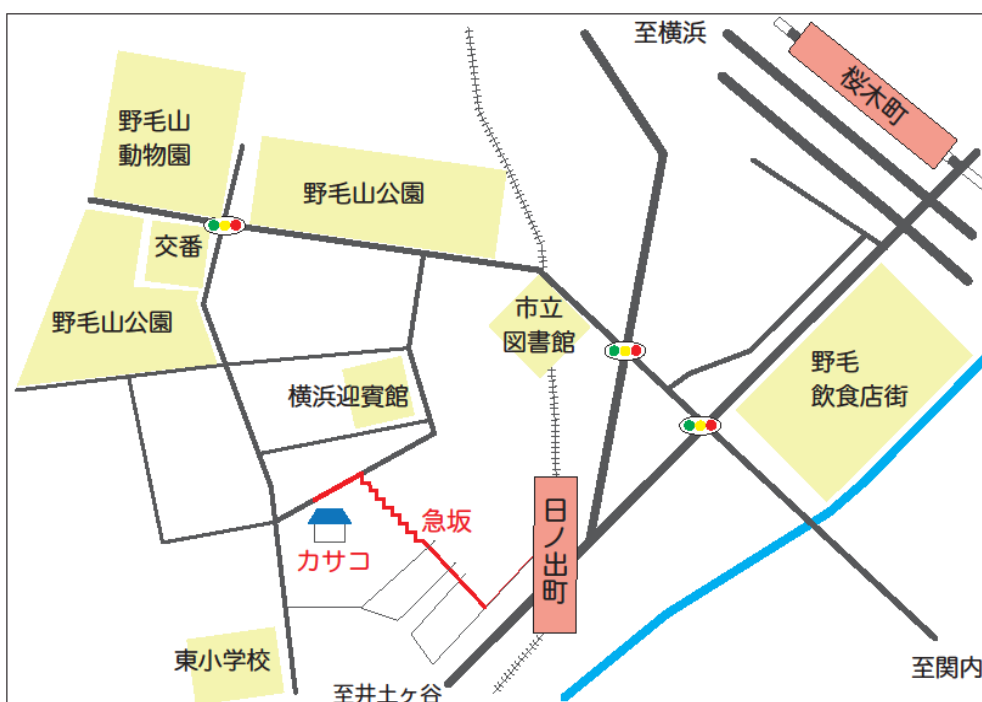 至横浜
桜木町
野毛山
動物園
野毛山公園
交番
野毛山公園
市立
図書館
野毛
飲食店街
横浜迎賓館
日ノ出町
急坂
カサコ
東小学校
至井土ヶ谷
至関内